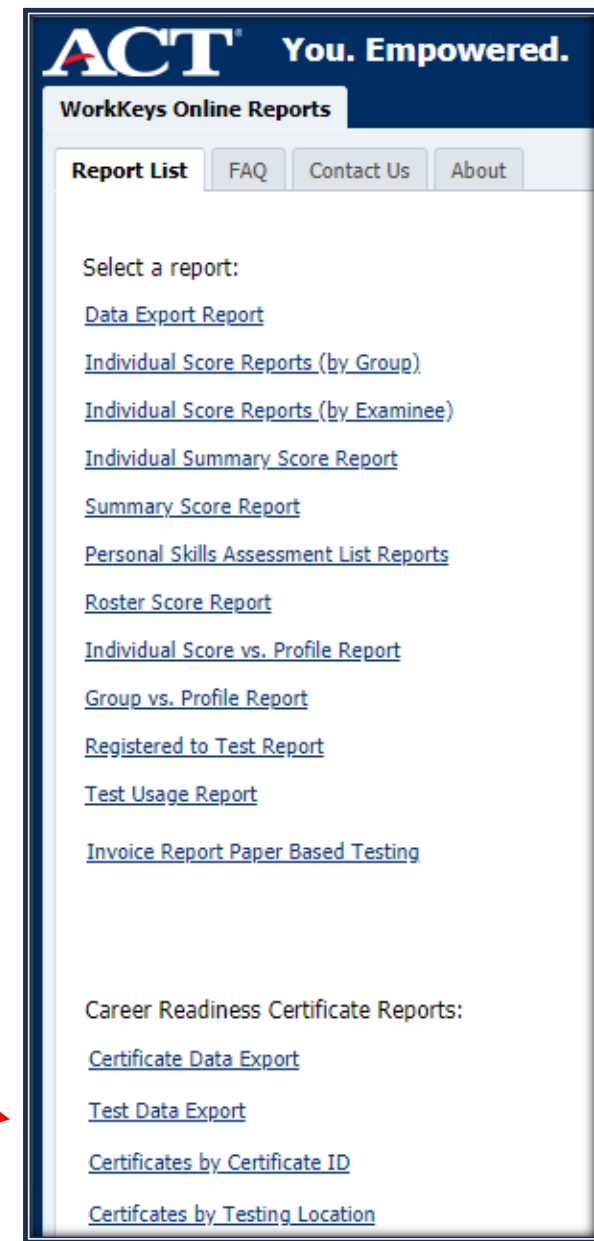 ACT® You. Empowered.
WorkKeys Online Reports
Report List FAQ Contact Us About
Select a report:
Data Export Report
Individual Score Reports (by Group)
Individual Score Reports (by Examinee)
Individual Summary Score Report
Summary Score Report
Personal Skills Assessment List Reports
Roster Score Report
Individual Score vs. Profile Report
Group vs. Profile Report
Registered to Test Report
Test Usage Report
Invoice Report Paper Based Testing
Career Readiness Certificate Reports:
Certificate Data Export
Test Data Export
Certificates by Certificate ID
Certifcates by Testing Location